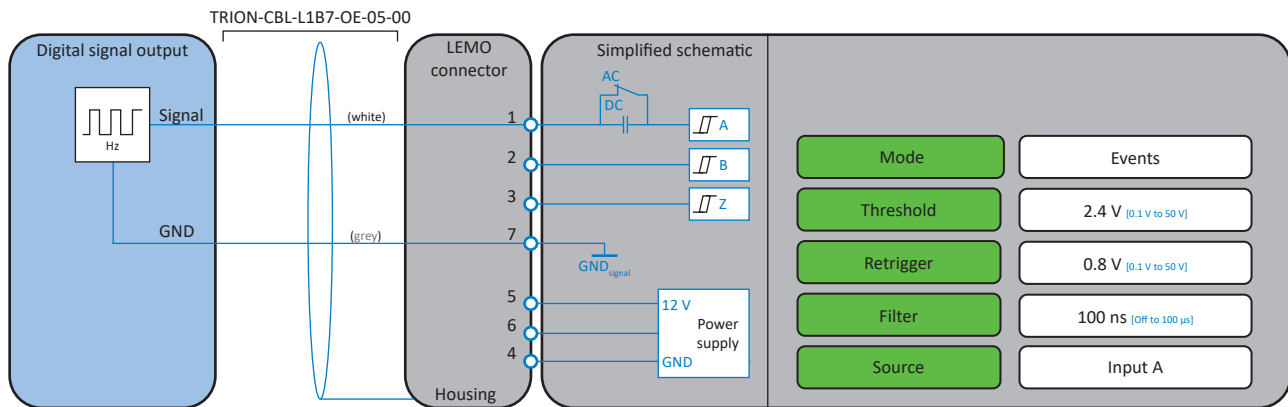 TRION-CBL-L1B7-OE-05-00
Digital signal output
Hz
Signal
GND
(white)
(grey)
LEMO
connector
1
2
3
7
5
6
4
Housing
Simplified schematic
AC
DC
A
B
Z
GNDsignal
12 V
Power
supply
GND
Mode
Events
Threshold
2.4 V [0.1 V to 50 V]
Retrigger
0.8 V [0.1 V to 50 V]
Filter
100 ns [Off to 100 µs]
Source
Input A